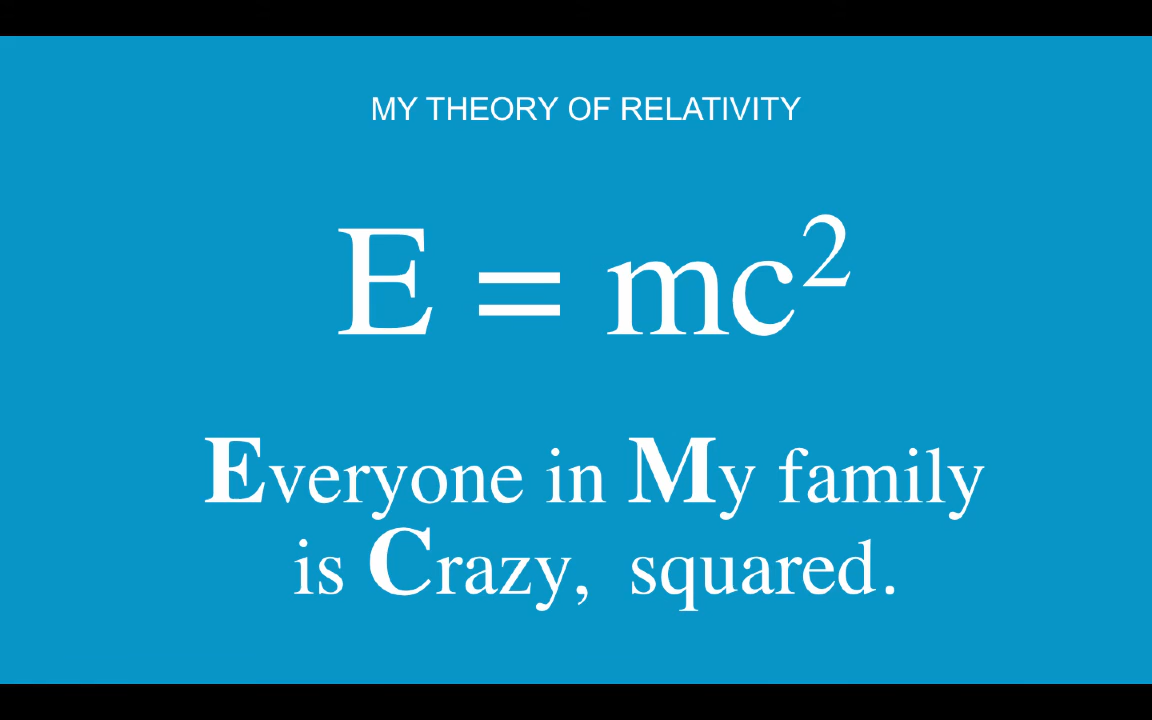 MY THEORY OF RELATIVITY
E = mc²
Everyone in My family
is Crazy, squared.